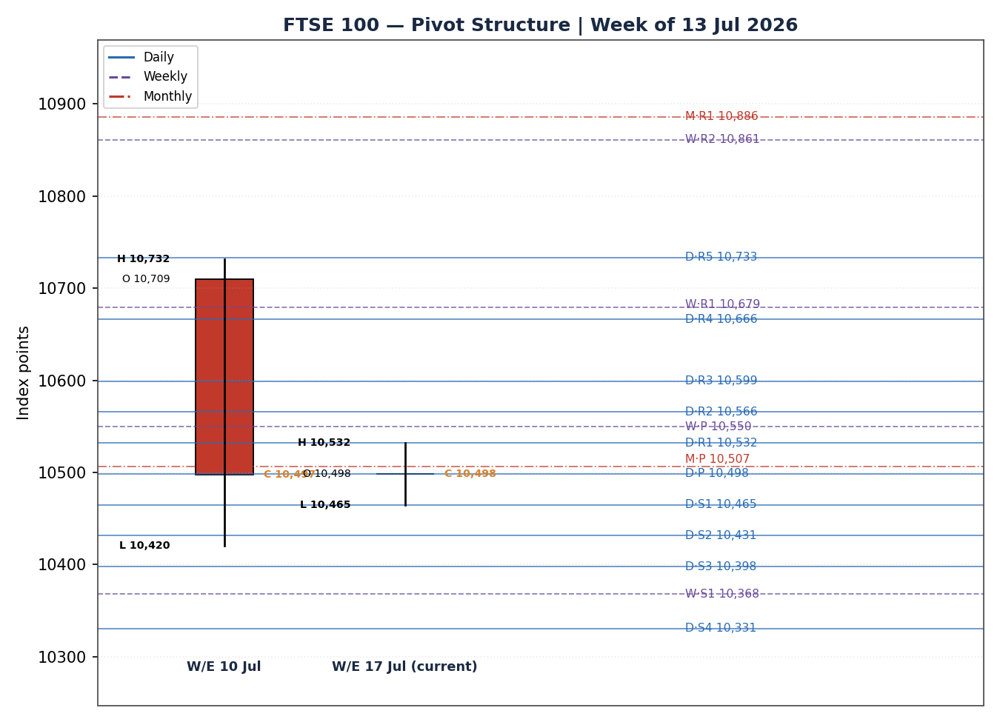 FTSE 100 — Pivot Structure | Week of 13 Jul 2026
Daily
Weekly
Monthly
Index points
10900
10800
10700
10600
10500
10400
10300
M·R1 10,886
W·R2 10,861
H 10,732
D·R5 10,733
O 10,709
W·R1 10,679
D·R4 10,666
D·R3 10,599
D·R2 10,566
W·P 10,550
H 10,532
D·R1 10,532
M·P 10,507
C 10,497
O 10,498
C 10,498
D·P 10,498
L 10,465
D·S1 10,465
D·S2 10,431
L 10,420
D·S3 10,398
W·S1 10,368
D·S4 10,331
W/E 10 Jul
W/E 17 Jul (current)